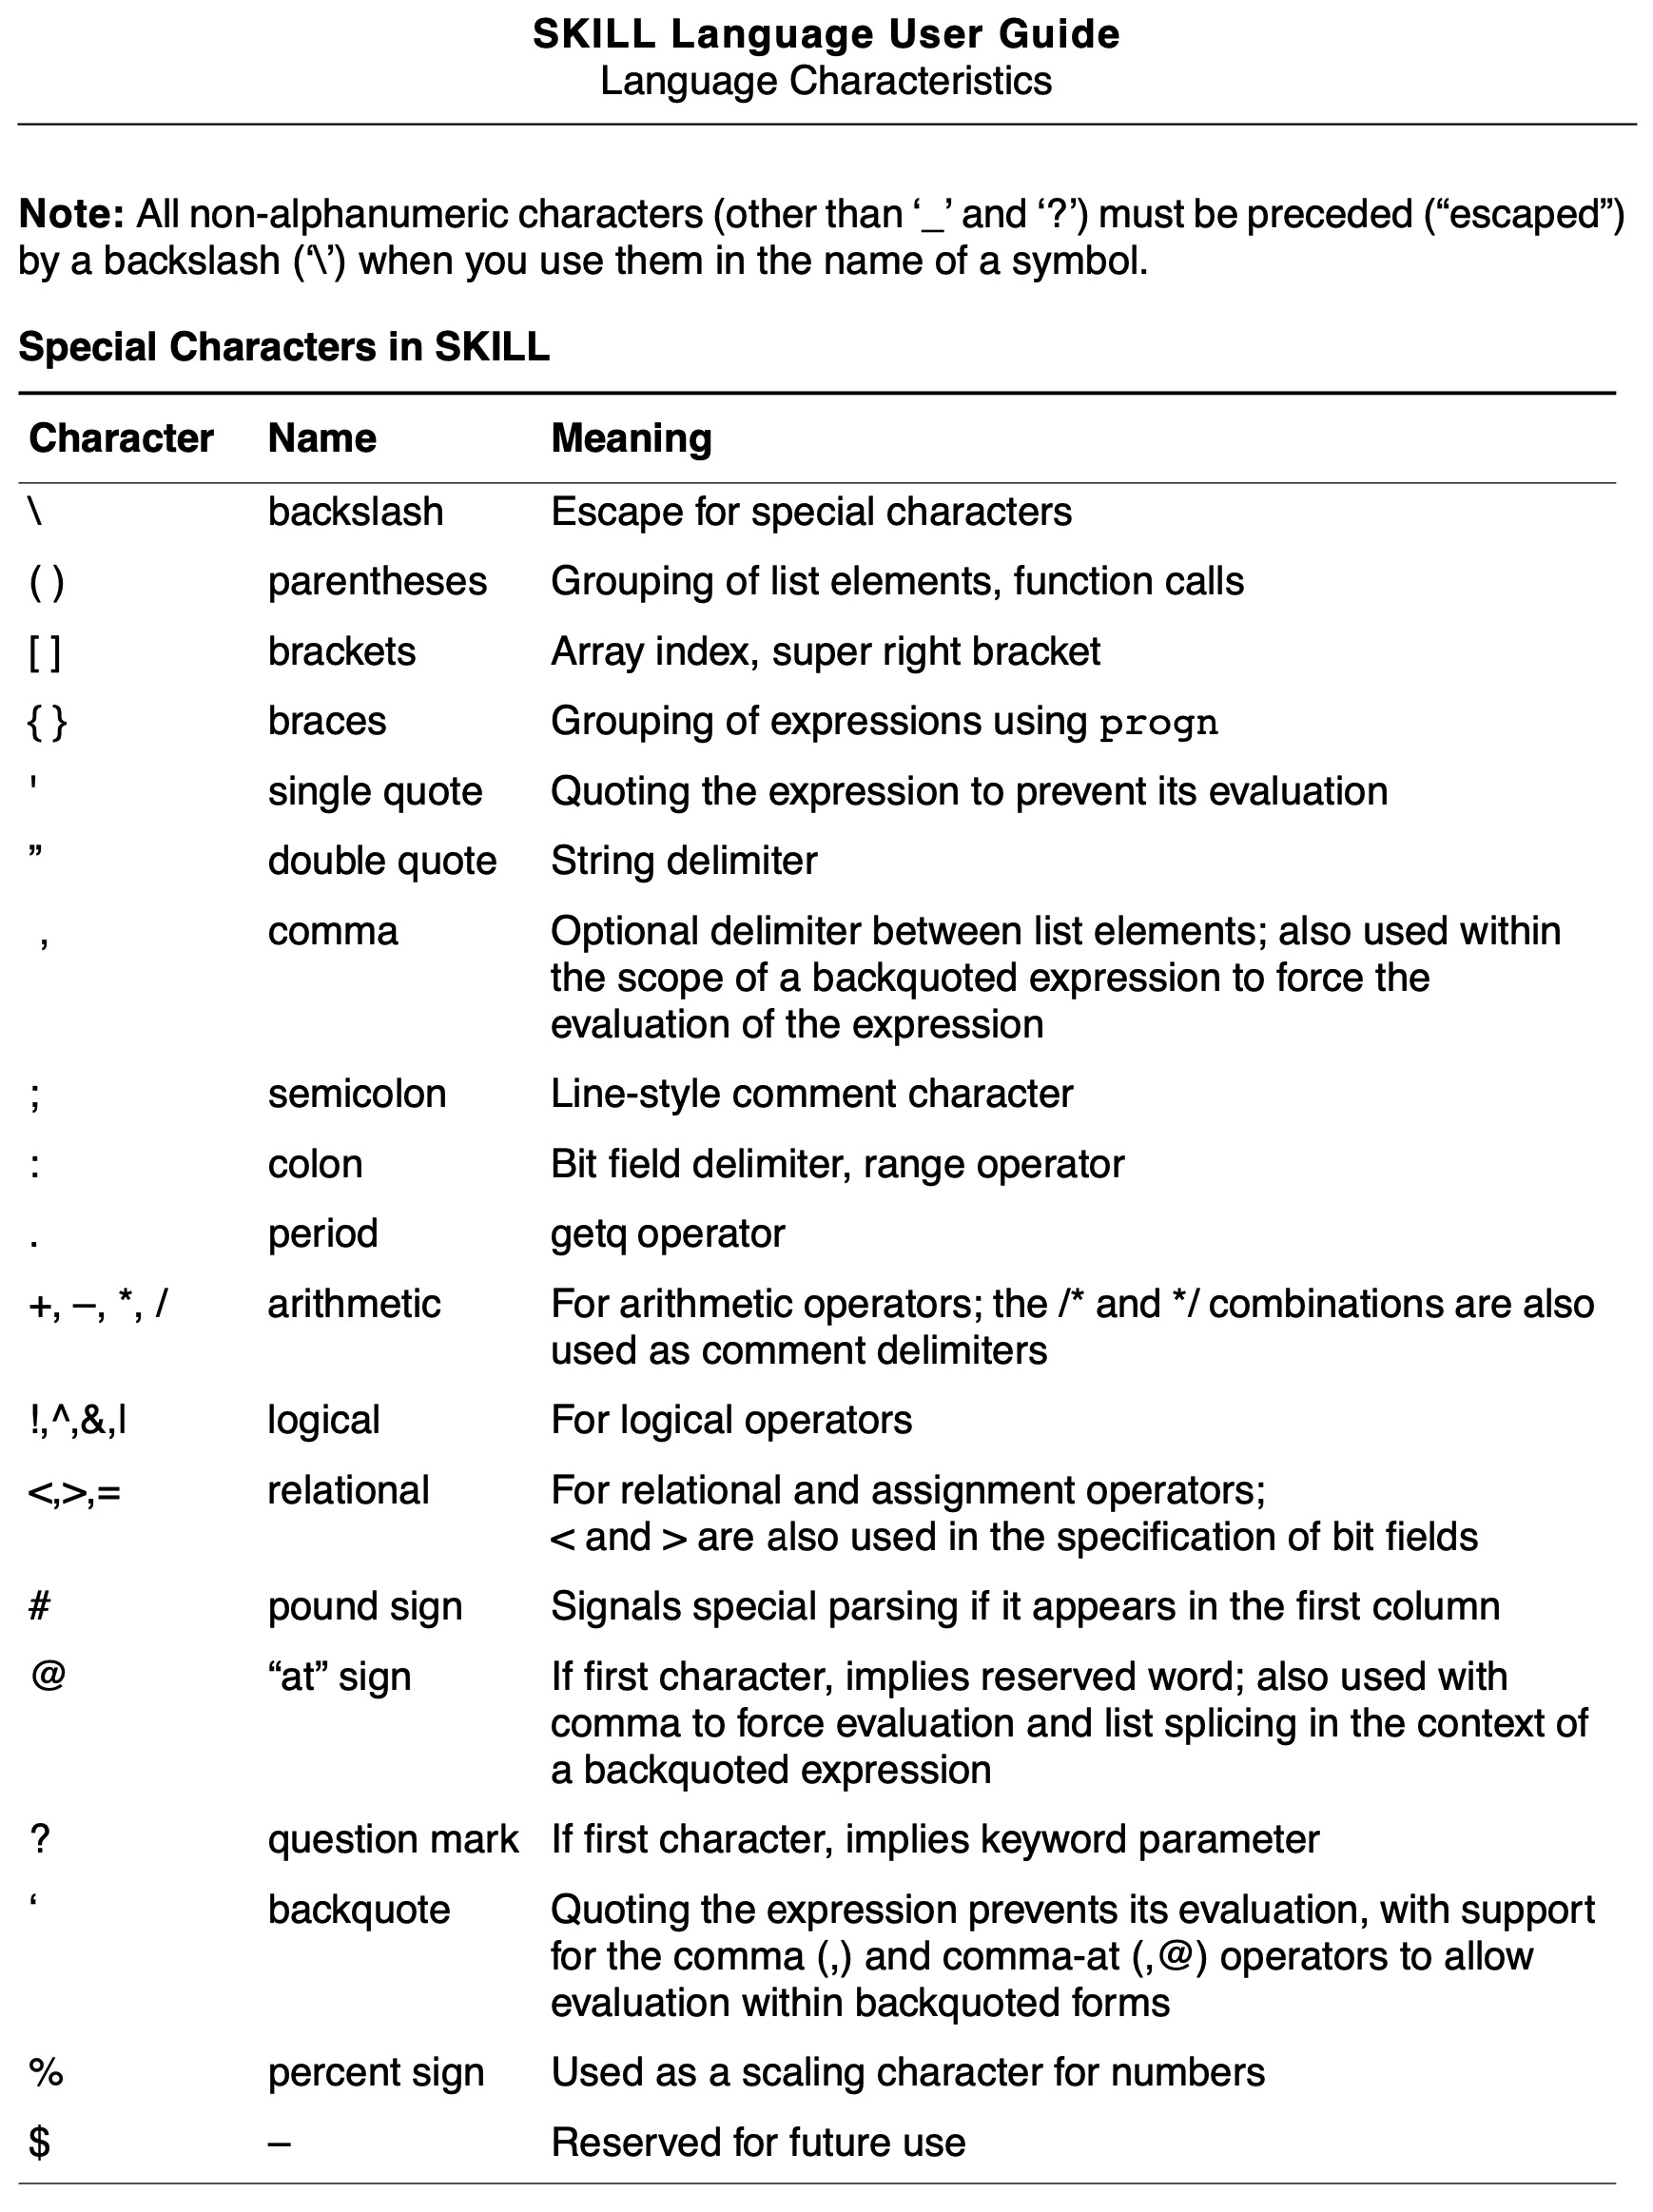 SKILL Language User Guide
Language Characteristics
Note: All non-alphanumeric characters (other than ‘_’ and ‘?’) must be preceded (“escaped”)
by a backslash (‘\’) when you use them in the name of a symbol.
Special Characters in SKILL
Character Name Meaning
\ backslash Escape for special characters
( ) parentheses Grouping of list elements, function calls
[ ] brackets Array index, super right bracket
{ } braces Grouping of expressions using progn
' single quote Quoting the expression to prevent its evaluation
” double quote String delimiter
, comma Optional delimiter between list elements; also used within
the scope of a backquoted expression to force the
evaluation of the expression
; semicolon Line-style comment character
: colon Bit field delimiter, range operator
. period getq operator
+, –, *, / arithmetic For arithmetic operators; the /* and */ combinations are also
used as comment delimiters
!,^,&,| logical For logical operators
<,>,= relational For relational and assignment operators;
< and > are also used in the specification of bit fields
# pound sign Signals special parsing if it appears in the first column
@ “at” sign If first character, implies reserved word; also used with
comma to force evaluation and list splicing in the context of
a backquoted expression
? question mark If first character, implies keyword parameter
‘ backquote Quoting the expression prevents its evaluation, with support
for the comma (,) and comma-at (,@) operators to allow
evaluation within backquoted forms
% percent sign Used as a scaling character for numbers
$ – Reserved for future use